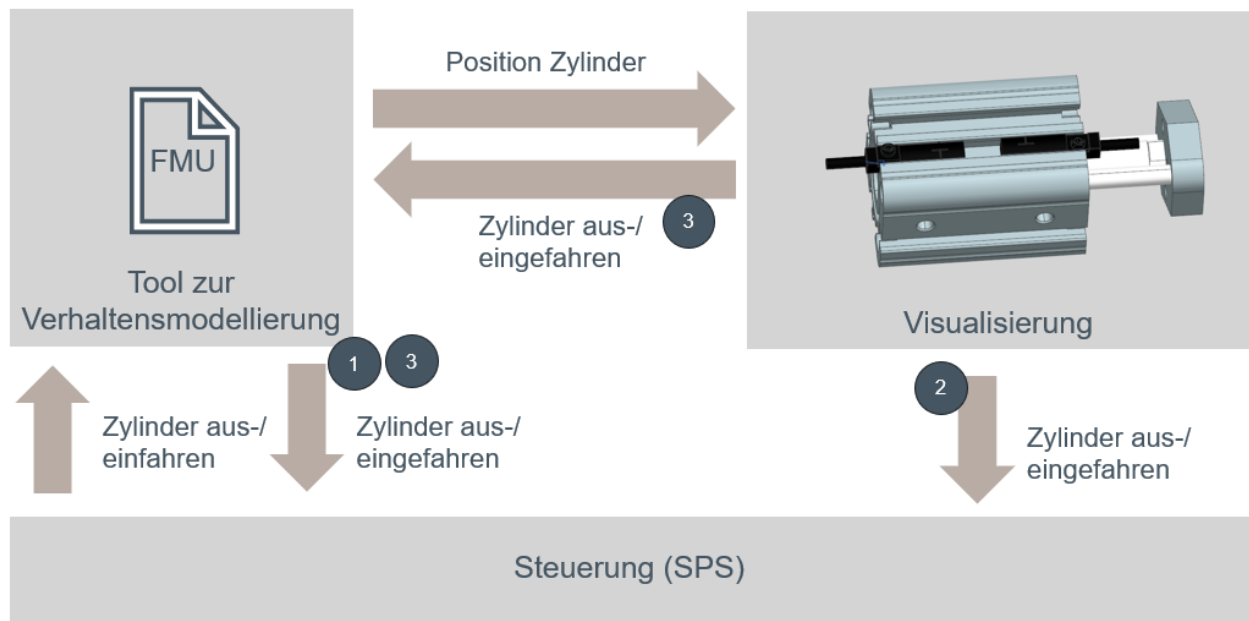 Position Zylinder
FMU
Zylinder aus-/
eingefahren
3
Tool zur
Verhaltensmodellierung
Visualisierung
1
3
2
Zylinder aus-/
einfahren
Zylinder aus-/
eingefahren
Zylinder aus-/
eingefahren
Steuerung (SPS)